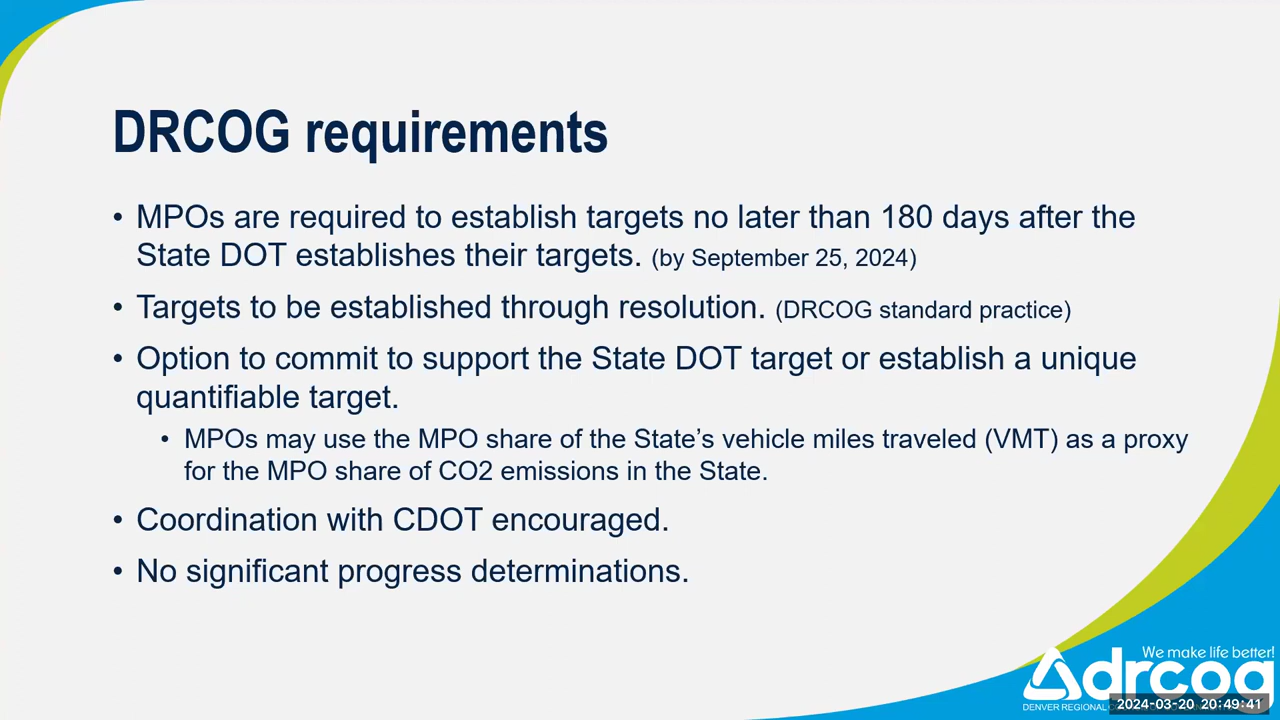 DRCOG requirements
• MPOs are required to establish targets no later than 180 days after the
State DOT establishes their targets. (by September 25, 2024)
• Targets to be established through resolution. (DRCOG standard practice)
• Option to commit to support the State DOT target or establish a unique
quantifiable target.
• MPOs may use the MPO share of the State's vehicle miles traveled (VMT) as a proxy
for the MPO share of CO2 emissions in the State.
• Coordination with CDOT encouraged.
• No significant progress determinations.
We make life better!
drcog
DENVER REGIONAL
2024-03-20 20:49:41